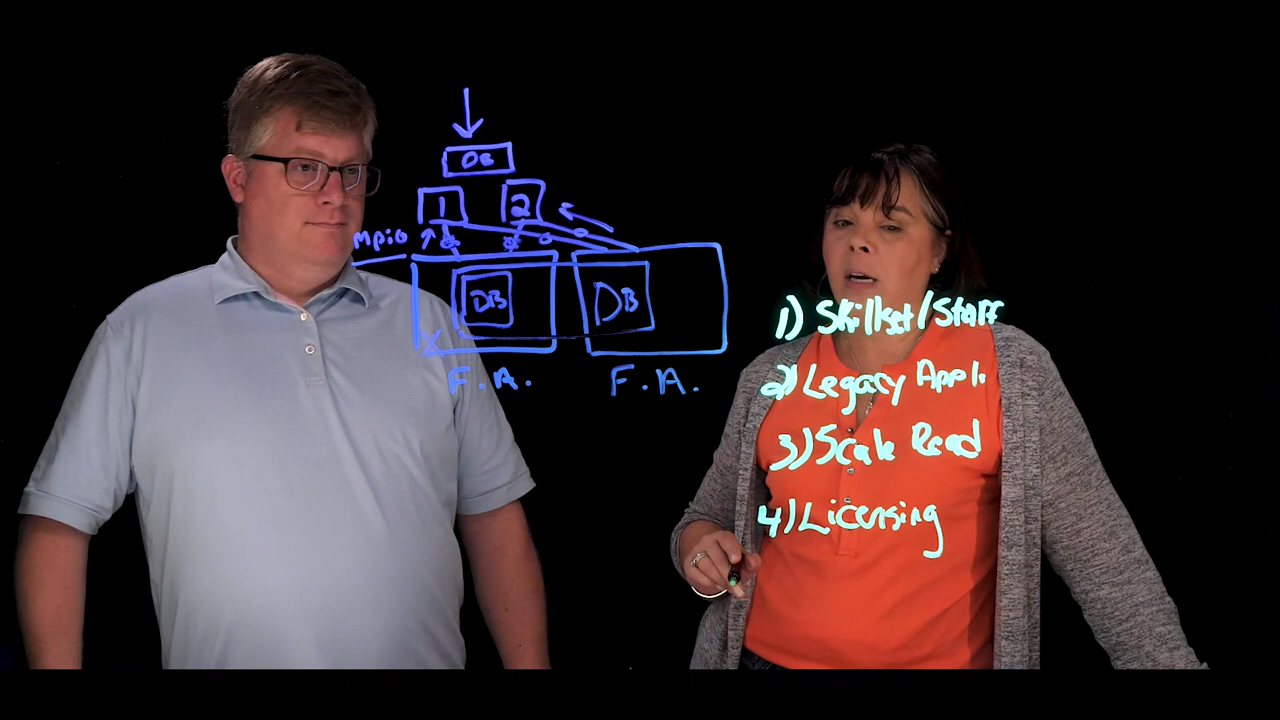 DB
1 2
MPIO
DB DB
X
F.A. F.A.
1) Skillset/Staff
2) Legacy Appl.
3) Scale Read
4) Licensing